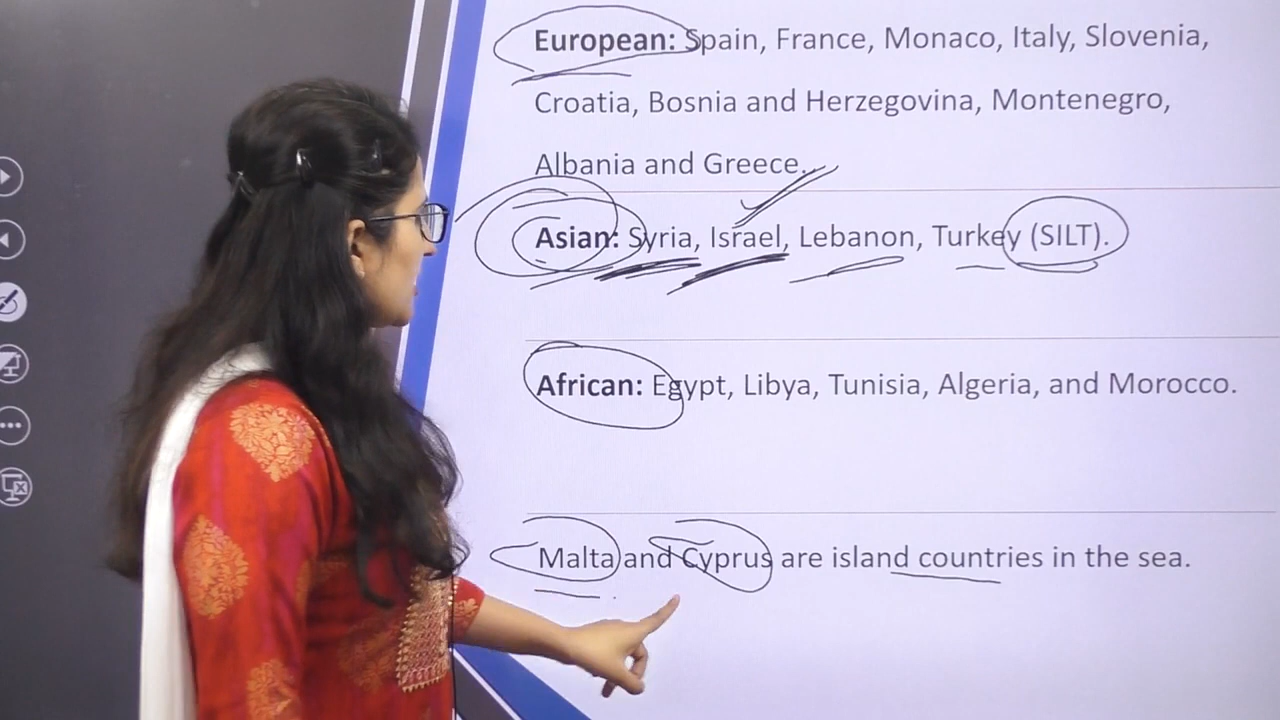 European: Spain, France, Monaco, Italy, Slovenia,
Croatia, Bosnia and Herzegovina, Montenegro,
Albania and Greece.
Asian: Syria, Israel, Lebanon, Turkey (SILT).
African: Egypt, Libya, Tunisia, Algeria, and Morocco.
Malta and Cyprus are island countries in the sea.